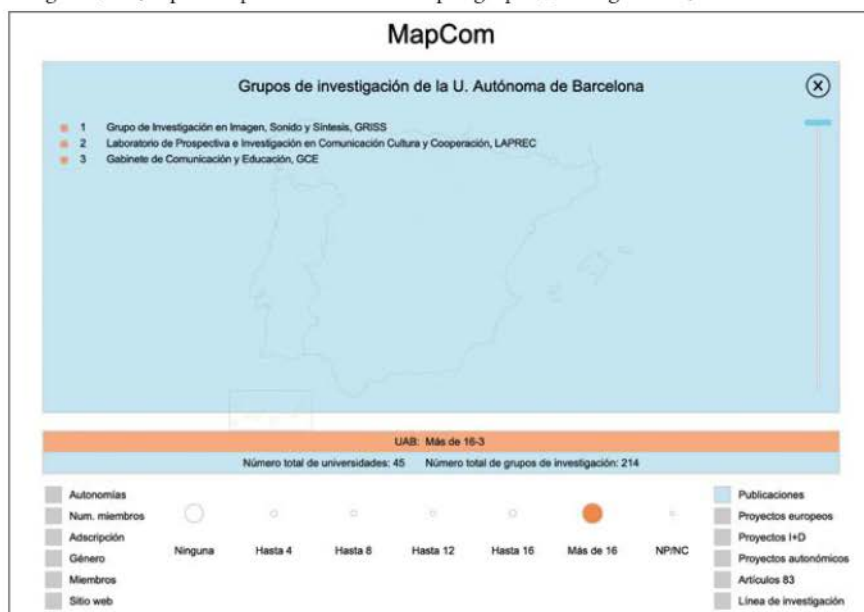 MapCom
Grupos de investigación de la U. Autónoma de Barcelona
1 Grupo de Investigación en Imagen, Sonido y Síntesis, GRISS
2 Laboratorio de Prospectiva e Investigación en Comunicación Cultura y Cooperación, LAPREC
3 Gabinete de Comunicación y Educación, GCE
UAB: Más de 16-3
Número total de universidades: 45 Número total de grupos de investigación: 214
Autonomías
Num. miembros
Adscripción
Género
Miembros
Sitio web
Ninguna Hasta 4 Hasta 8 Hasta 12 Hasta 16 Más de 16 NP/NC
Publicaciones
Proyectos europeos
Proyectos I+D
Proyectos autonómicos
Artículos 83
Línea de investigación